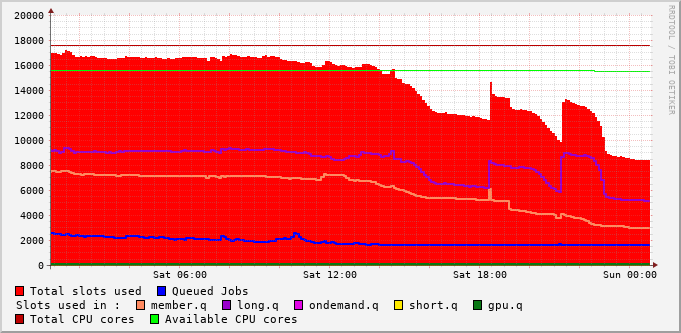 20000
18000
16000
14000
12000
10000
8000
6000
4000
2000
0
Sat 06:00 Sat 12:00 Sat 18:00 Sun 00:00
RRDTOOL / TOBI OETIKER
Total slots used Queued Jobs
Slots used in : member.q long.q ondemand.q short.q gpu.q
Total CPU cores Available CPU cores